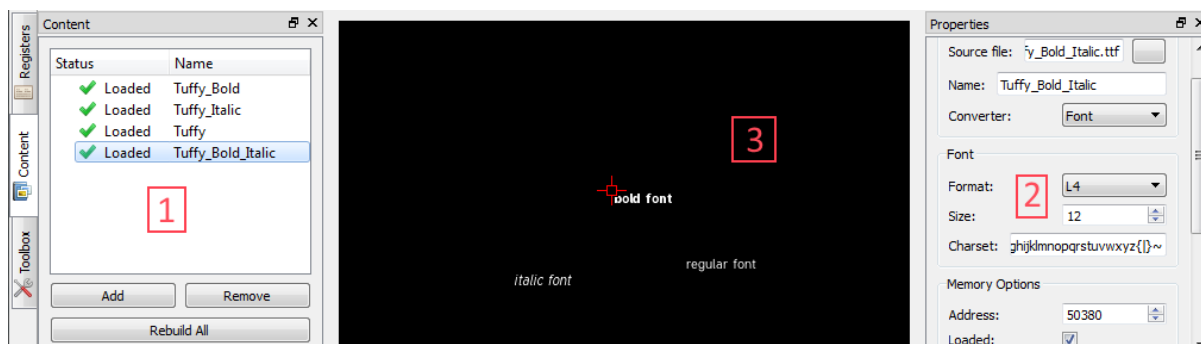 Registers
Content
Toolbox
Content
Status Name
Loaded Tuffy_Bold
Loaded Tuffy_Italic
Loaded Tuffy
Loaded Tuffy_Bold_Italic
1
Add Remove
Rebuild All
3
bold font
regular font
italic font
Properties
Source file: fy_Bold_Italic.ttf
Name: Tuffy_Bold_Italic
Converter: Font
Font
Format: L4
2
Size: 12
Charset: ghijklmnopqrstuvwxyz{|}~
Memory Options
Address: 50380
Loaded: